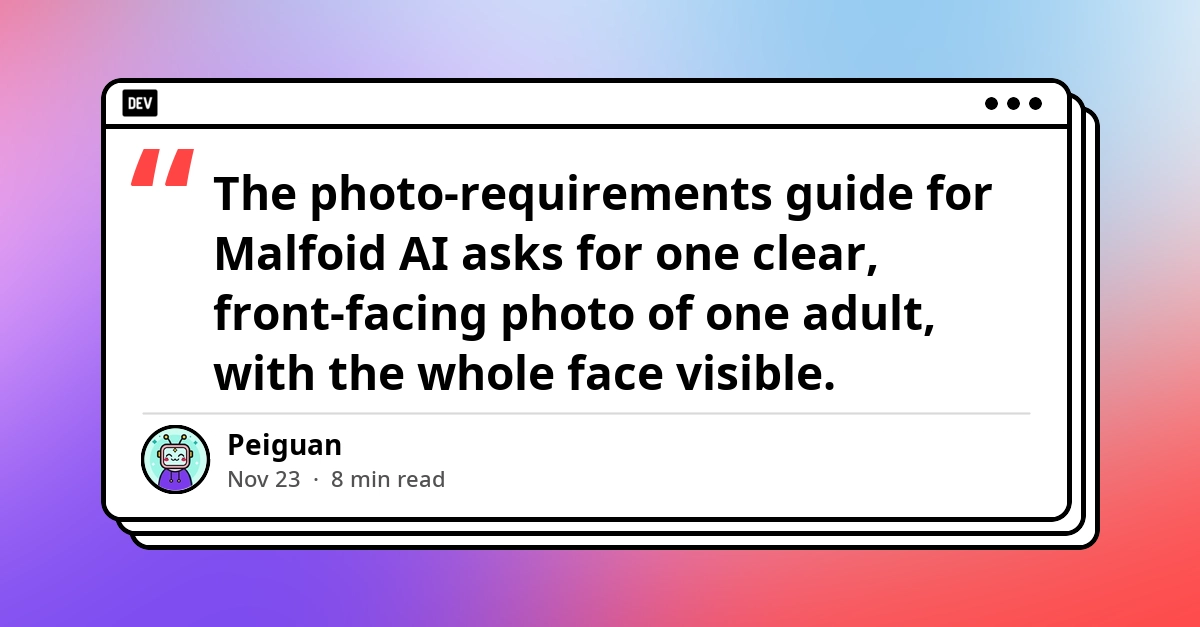 DEV
“The photo-requirements guide for
Malfoid AI asks for one clear,
front-facing photo of one adult,
with the whole face visible.
Peiguan
Nov 23 · 8 min read